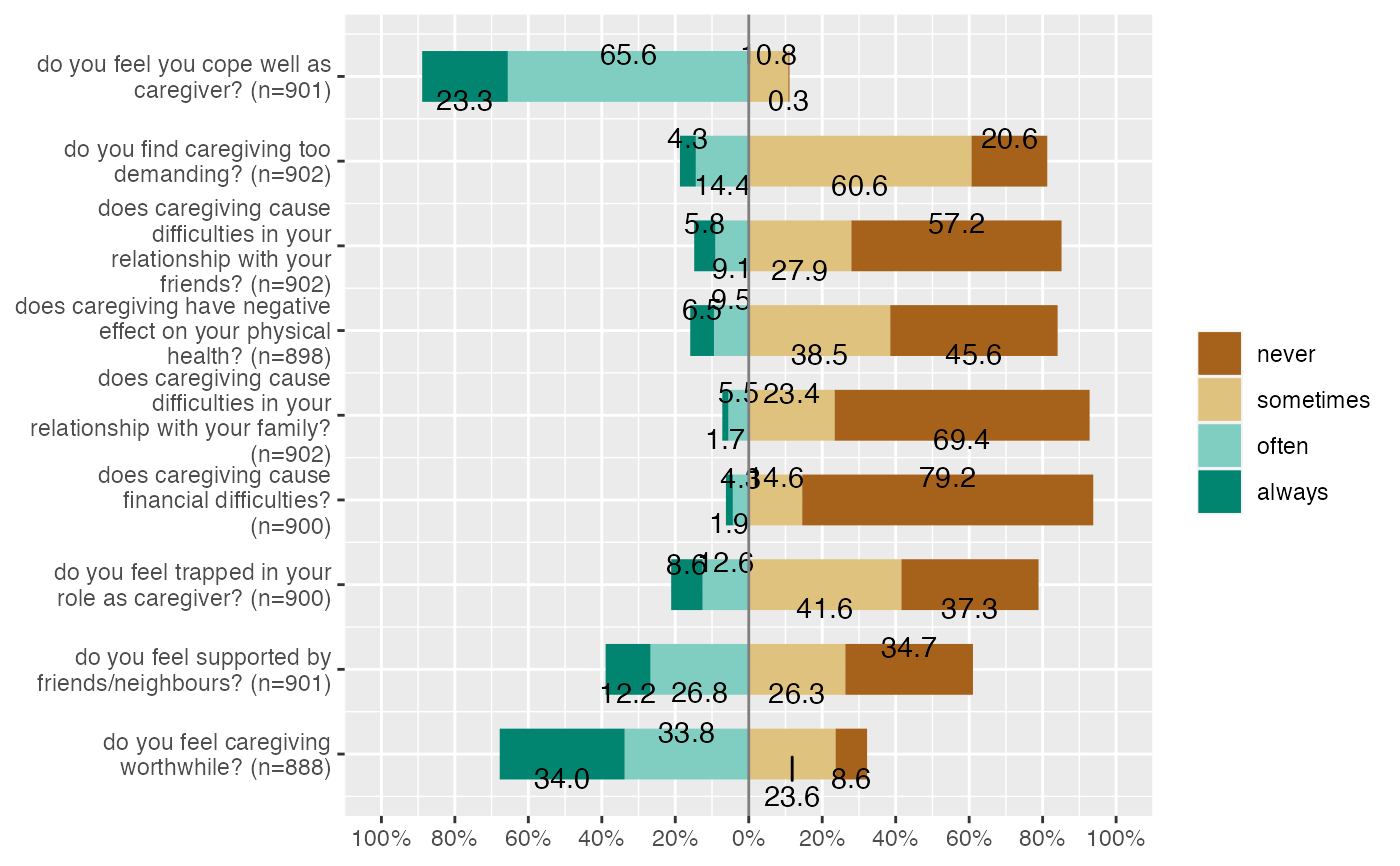 do you feel you cope well as
caregiver? (n=901)
65.6
10.8
23.3
0.3
do you find caregiving too
demanding? (n=902)
4.3
20.6
14.4
60.6
does caregiving cause
difficulties in your
relationship with your
friends? (n=902)
5.8
57.2
9.1
27.9
does caregiving have negative
effect on your physical
health? (n=898)
6.5
9.5
38.5
45.6
does caregiving cause
difficulties in your
relationship with your family?
(n=902)
5.5
23.4
1.7
69.4
does caregiving cause
financial difficulties?
(n=900)
4.3
14.6
79.2
1.9
do you feel trapped in your
role as caregiver? (n=900)
8.6
12.6
41.6
37.3
do you feel supported by
friends/neighbours? (n=901)
34.7
12.2
26.8
26.3
do you feel caregiving
worthwhile? (n=888)
33.8
34.0
23.6
8.6
100%
80%
60%
40%
20%
0%
20%
40%
60%
80%
100%
never
sometimes
often
always